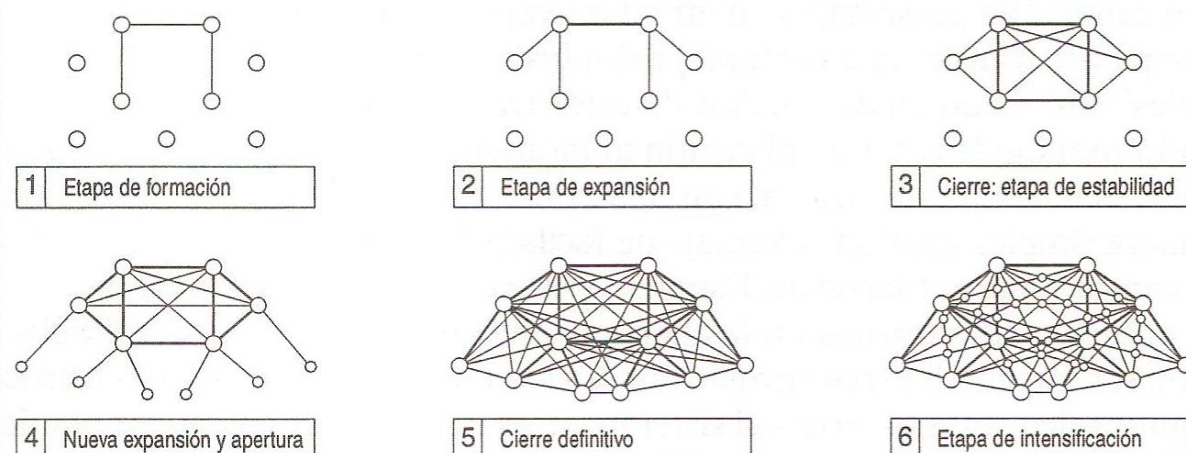 1 Etapa de formación
2 Etapa de expansión
3 Cierre: etapa de estabilidad
4 Nueva expansión y apertura
5 Cierre definitivo
6 Etapa de intensificación